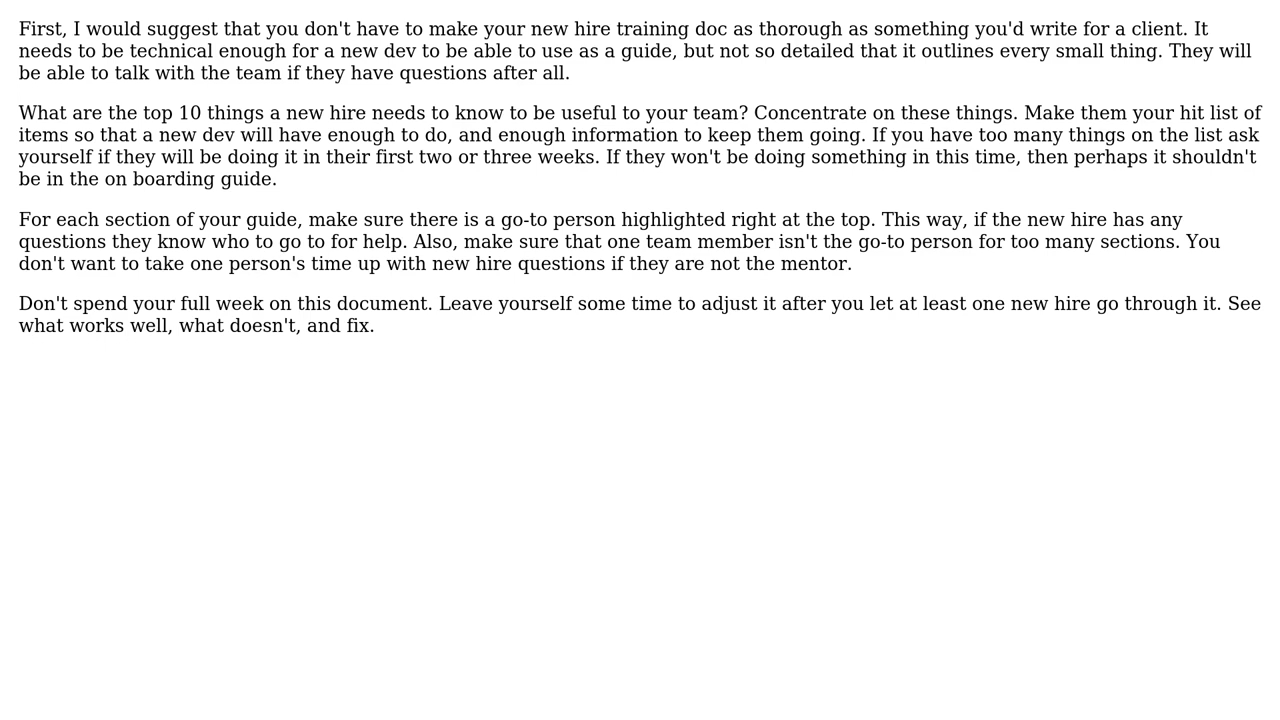 First, I would suggest that you don't have to make your new hire training doc as thorough as something you'd write for a client. It
needs to be technical enough for a new dev to be able to use as a guide, but not so detailed that it outlines every small thing. They will
be able to talk with the team if they have questions after all.
What are the top 10 things a new hire needs to know to be useful to your team? Concentrate on these things. Make them your hit list of
items so that a new dev will have enough to do, and enough information to keep them going. If you have too many things on the list ask
yourself if they will be doing it in their first two or three weeks. If they won't be doing something in this time, then perhaps it shouldn't
be in the on boarding guide.
For each section of your guide, make sure there is a go-to person highlighted right at the top. This way, if the new hire has any
questions they know who to go to for help. Also, make sure that one team member isn't the go-to person for too many sections. You
don't want to take one person's time up with new hire questions if they are not the mentor.
Don't spend your full week on this document. Leave yourself some time to adjust it after you let at least one new hire go through it. See
what works well, what doesn't, and fix.